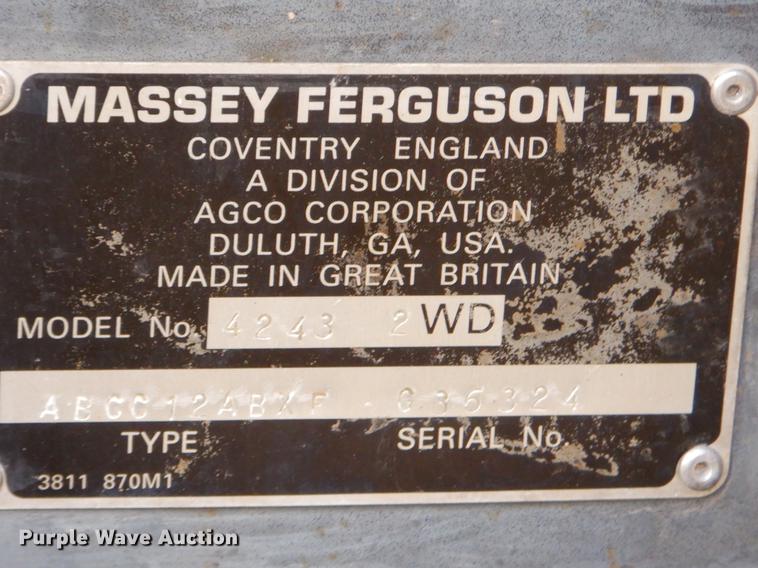 MASSEY FERGUSON LTD
COVENTRY ENGLAND
A DIVISION OF
AGCO CORPORATION
DULUTH, GA, USA.
MADE IN GREAT BRITAIN
MODEL No. 4243 2WD
ABCC12ABXF G35324
TYPE SERIAL No.
3811 870M1
Purple Wave Auction